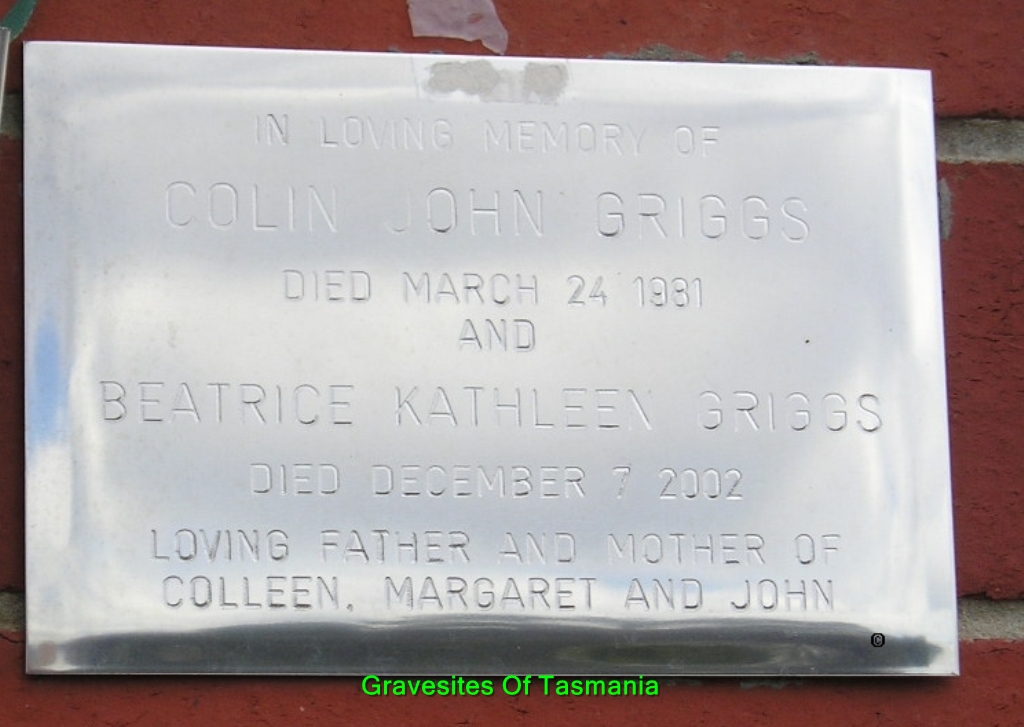 IN LOVING MEMORY OF
COLIN JOHN GRIGGS
DIED MARCH 24 1981
AND
BEATRICE KATHLEEN GRIGGS
DIED DECEMBER 7 2002
LOVING FATHER AND MOTHER OF
COLLEEN, MARGARET AND JOHN
©
Gravesites Of Tasmania